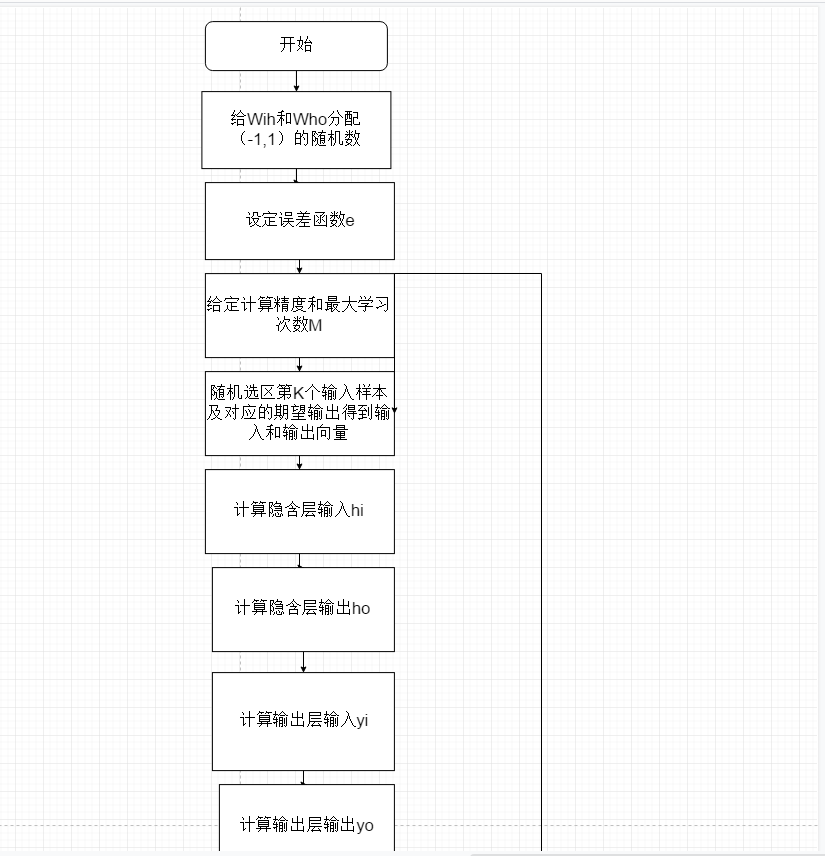 开始
给Wih和Who分配
（-1,1）的随机数
设定误差函数e
给定计算精度和最大学习
次数M
随机选区第K个输入样本
及对应的期望输出得到输
入和输出向量
计算隐含层输入hi
计算隐含层输出ho
计算输出层输入yi
计算输出层输出yo